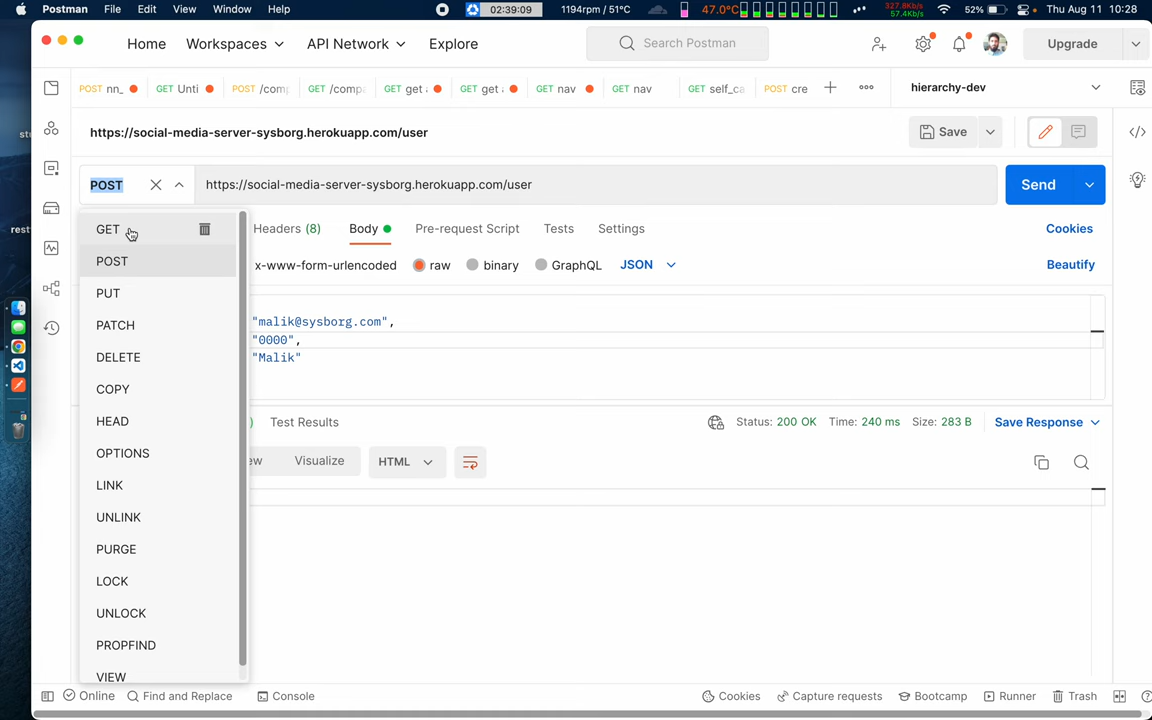 Postman File Edit View Window Help 02:39:09 1194rpm / 51°C 47.0°C 327.8Kb/s 57.4Kb/s 52% Thu Aug 11 10:28
Home Workspaces API Network Explore Search Postman Upgrade
POST nn_ GET Unti POST /comp GET /comp GET get GET get GET nav GET nav GET self_ca POST cre hierarchy-dev
https://social-media-server-sysborg.herokuapp.com/user Save
POST https://social-media-server-sysborg.herokuapp.com/user Send
GET
POST
PUT
PATCH
DELETE
COPY
HEAD
OPTIONS
LINK
UNLINK
PURGE
LOCK
UNLOCK
PROPFIND
VIEW
Headers (8) Body Pre-request Script Tests Settings Cookies
x-www-form-urlencoded raw binary GraphQL JSON Beautify
"malik@sysborg.com",
"0000",
"Malik"
Test Results Status: 200 OK Time: 240 ms Size: 283 B Save Response
Visualize HTML
rest
Online Find and Replace Console Cookies Capture requests Bootcamp Runner Trash